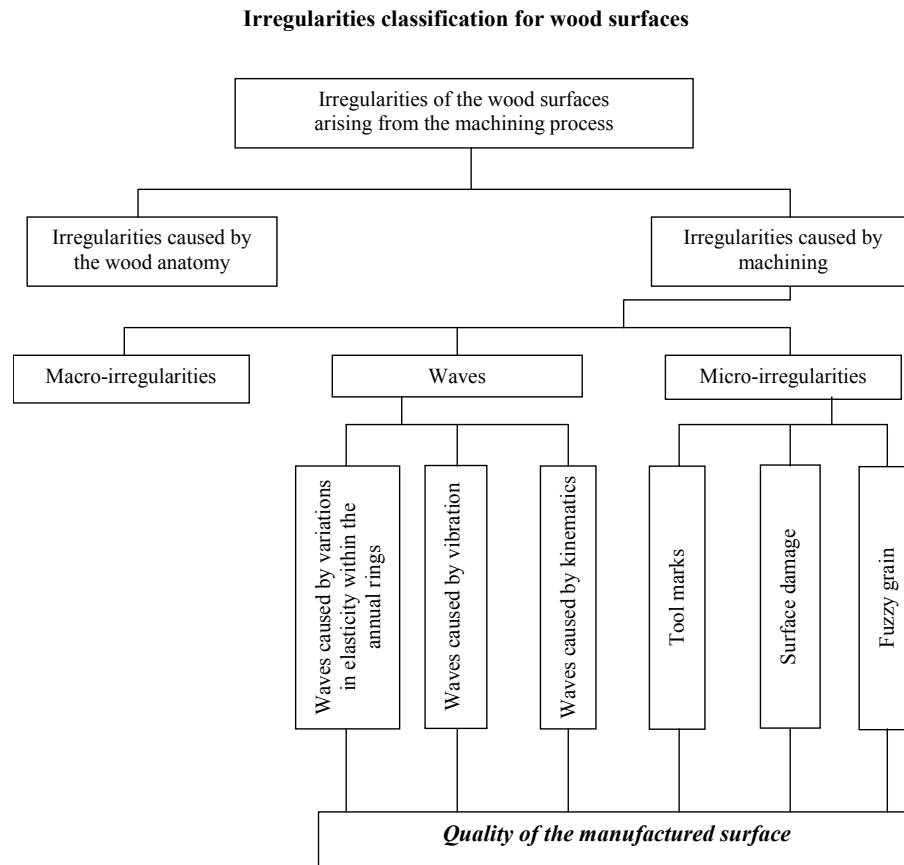 Irregularities classification for wood surfaces
Irregularities of the wood surfaces
arising from the machining process
Irregularities caused by
the wood anatomy
Irregularities caused by
machining
Macro-irregularities
Waves
Micro-irregularities
Waves caused by variations
in elasticity within the
annual rings
Waves caused by vibration
Waves caused by kinematics
Tool marks
Surface damage
Fuzzy grain
Quality of the manufactured surface